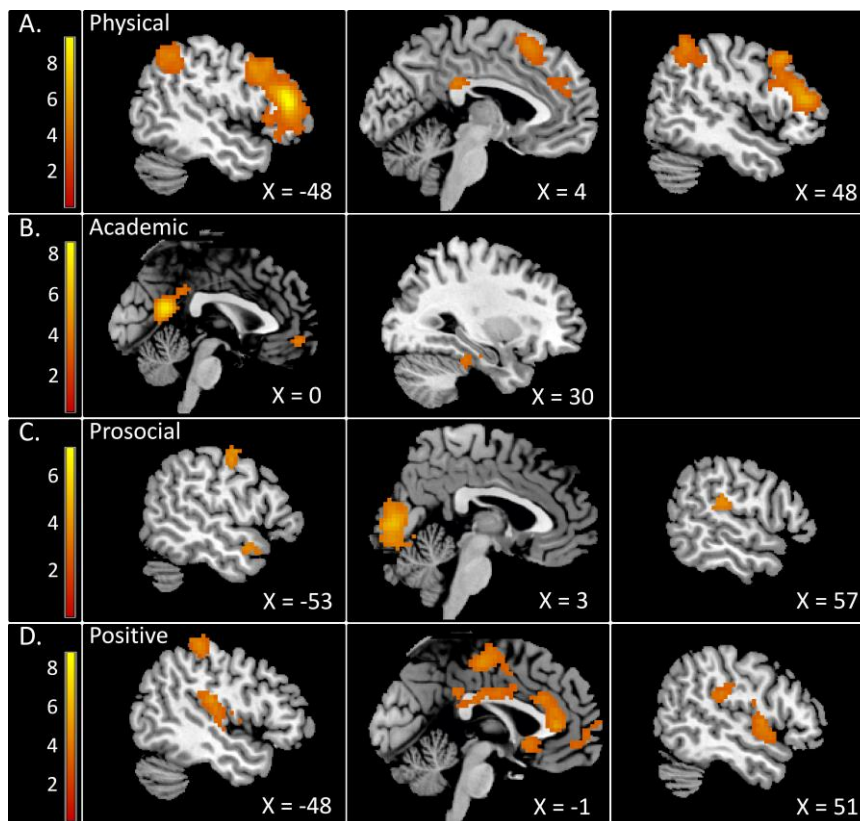 A. Physical
8
6
4
2
X = -48
X = 4
X = 48
B. Academic
8
6
4
2
X = 0
X = 30
C. Prosocial
6
4
2
X = -53
X = 3
X = 57
D. Positive
8
6
4
2
X = -48
X = -1
X = 51